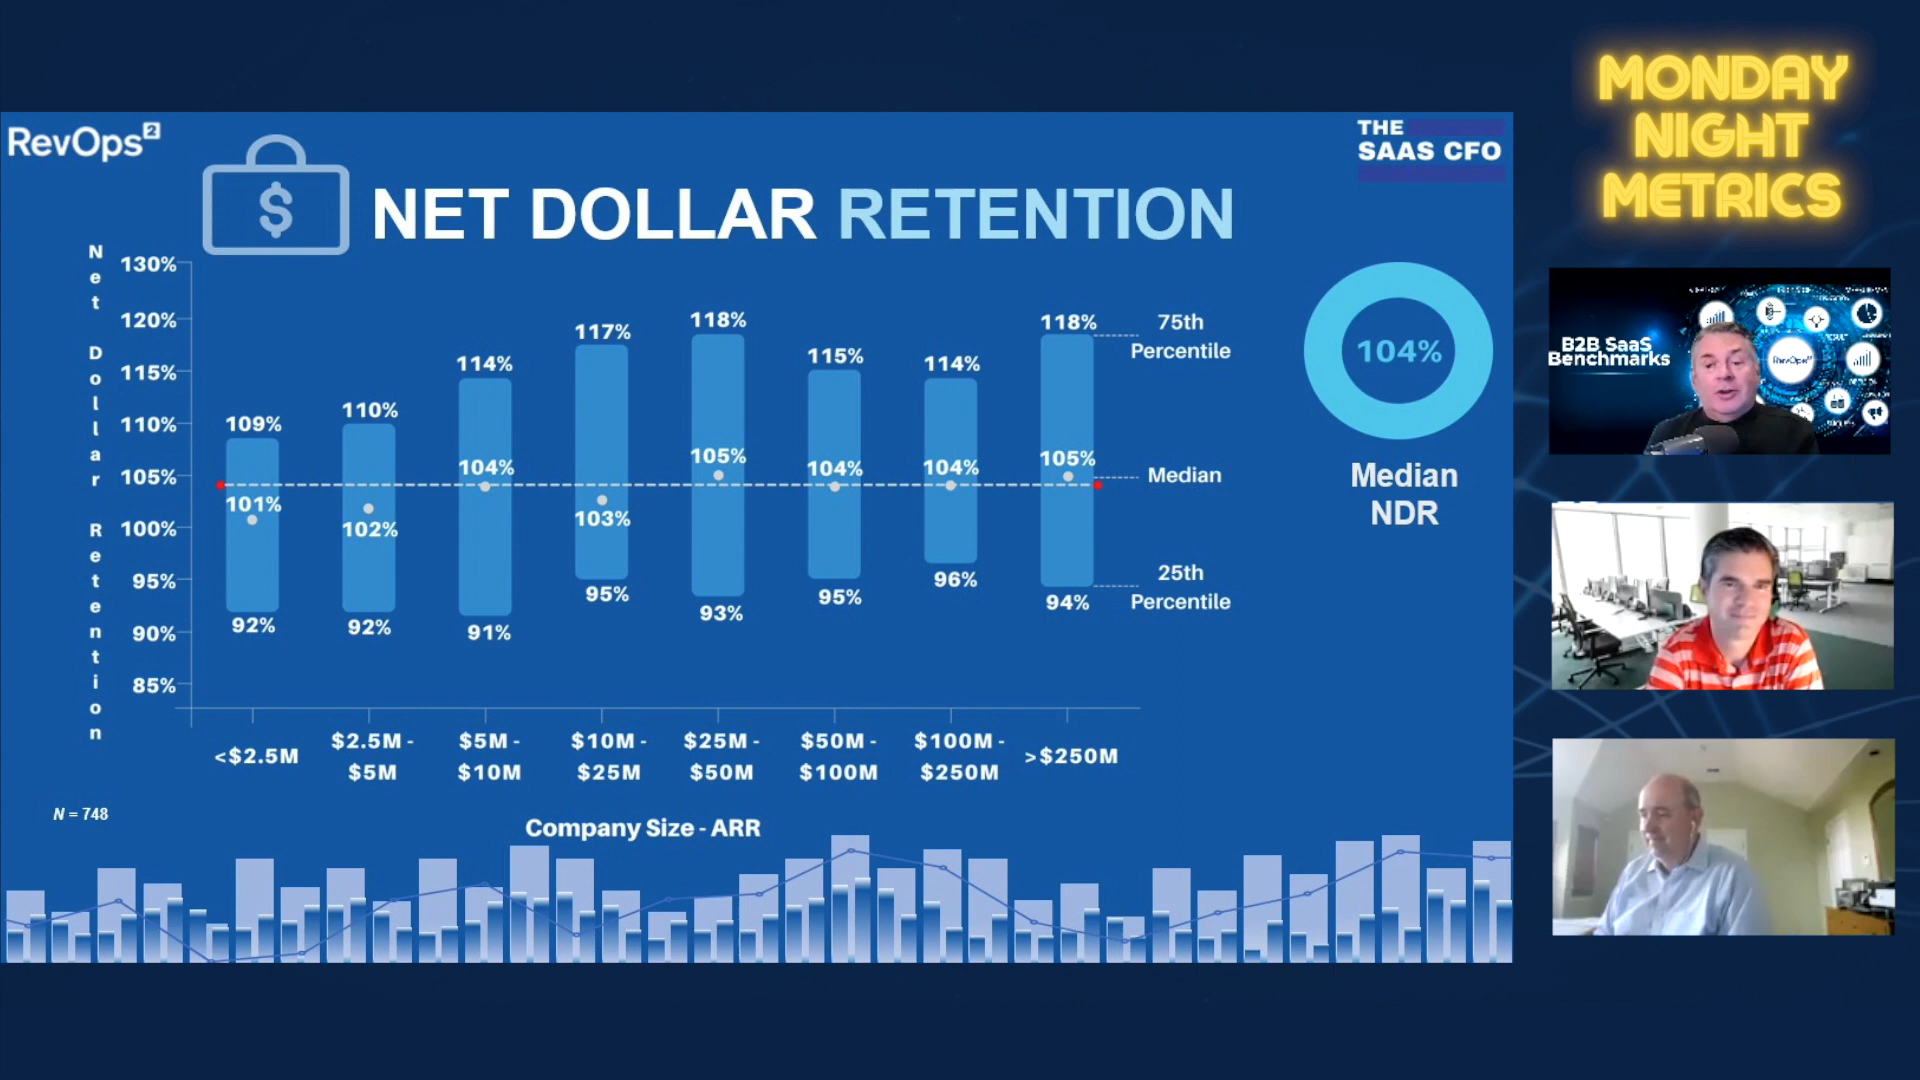 RevOps2
THE
SAAS CFO
NET DOLLAR RETENTION
MONDAY
NIGHT
METRICS
Net Dollar Retention
130%
120%
115%
110%
105%
100%
95%
90%
85%
109%
101%
92%
110%
102%
92%
114%
104%
91%
117%
103%
95%
118%
105%
93%
115%
104%
95%
114%
104%
96%
118%
105%
94%
75th
Percentile
Median
25th
Percentile
104%
Median
NDR
<$2.5M
$2.5M -
$5M
$5M -
$10M
$10M -
$25M
$25M -
$50M
$50M -
$100M
$100M -
$250M
>$250M
N = 748
Company Size - ARR
B2B SaaS
Benchmarks
RevOps2